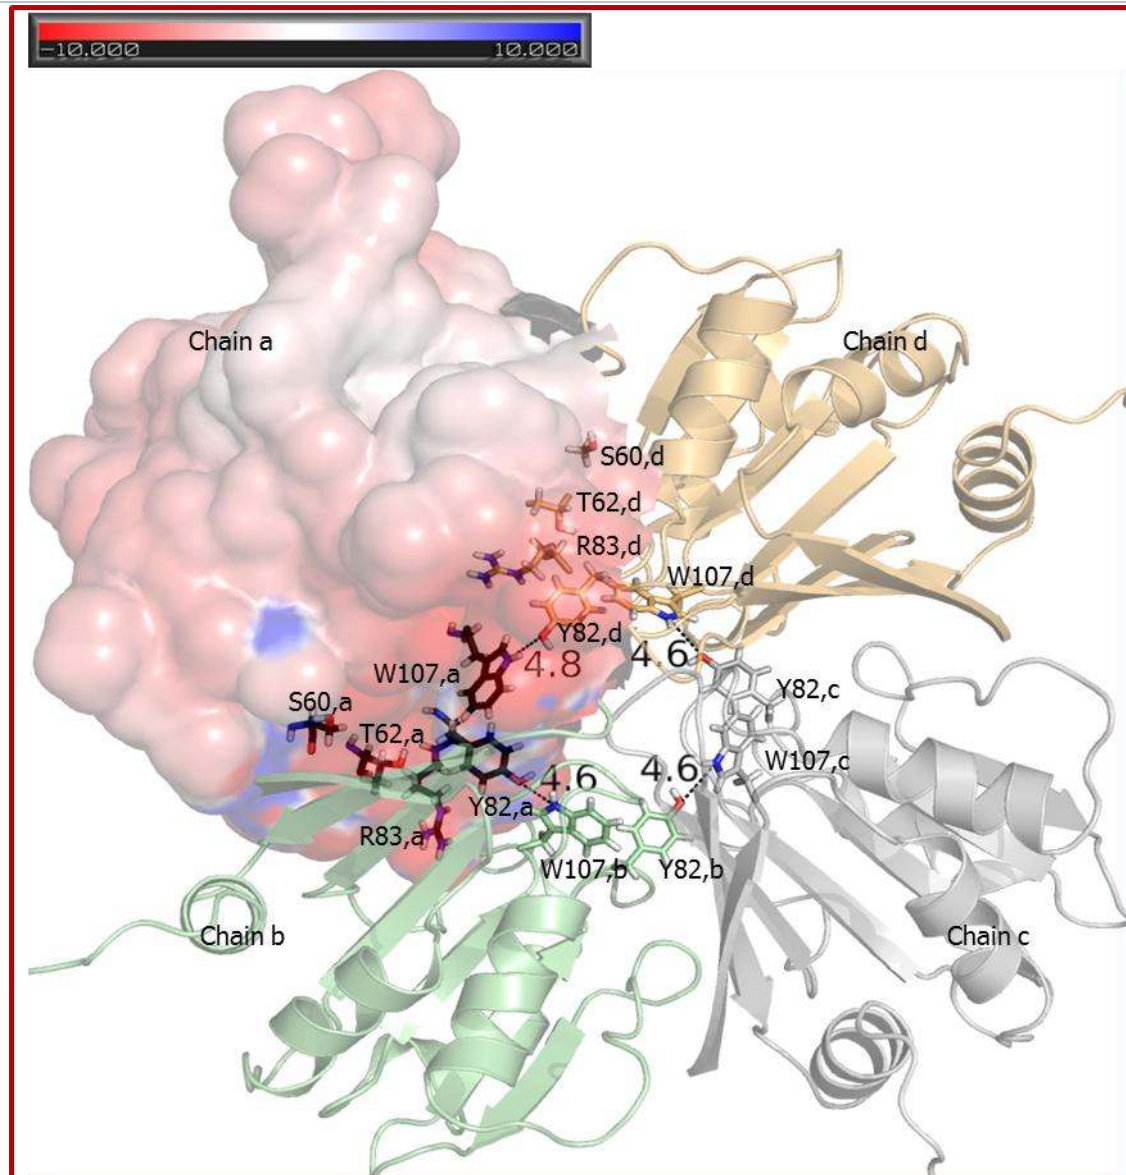 -10.000 10.000
Chain a
Chain d
S60,d
T62,d
R83,d
W107,d
Y82,d
4.8
4.6
W107,a
Y82,c
S60,a
T62,a
W107,c
4.6
4.6
Y82,a
R83,a
W107,b
Y82,b
Chain b
Chain c